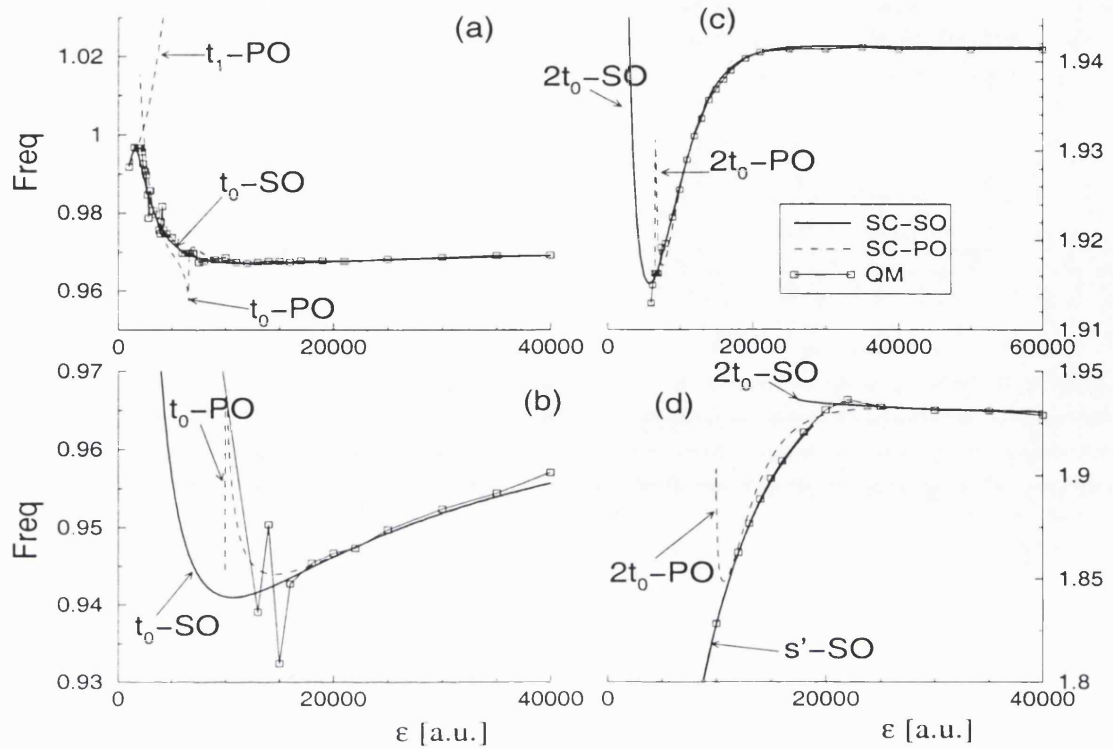 (a)
t₁–PO
t₀–SO
t₀–PO
1.02
1
0.98
0.96
Freq
0
20000
40000
(c)
2t₀–SO
2t₀–PO
SC–SO
SC–PO
QM
1.94
1.93
1.92
1.91
0
20000
40000
60000
(b)
t₀–PO
t₀–SO
0.97
0.96
0.95
0.94
0.93
Freq
0
20000
40000
ε [a.u.]
(d)
2t₀–SO
2t₀–PO
s'–SO
1.95
1.9
1.85
1.8
0
20000
40000
ε [a.u.]